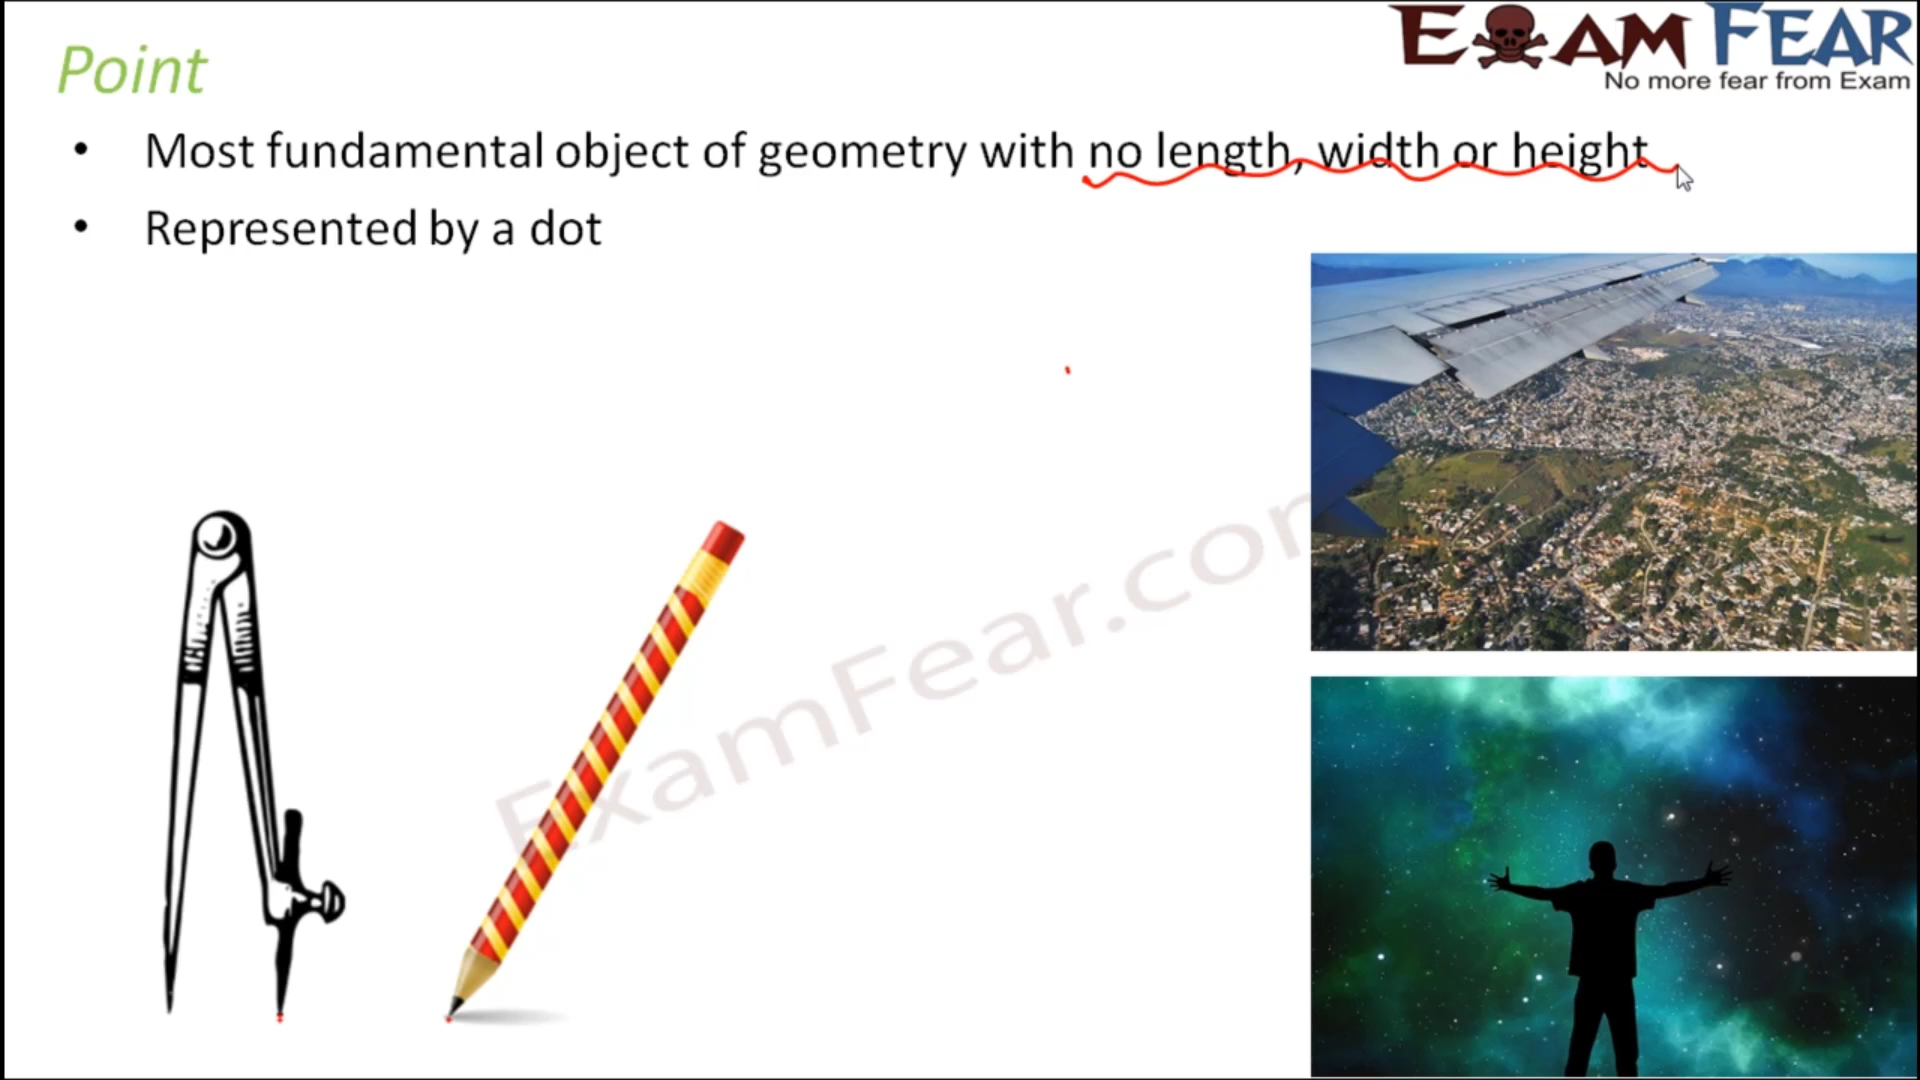 Point
EXAM FEAR
No more fear from Exam
• Most fundamental object of geometry with no length, width or height
• Represented by a dot
ExamFear.com